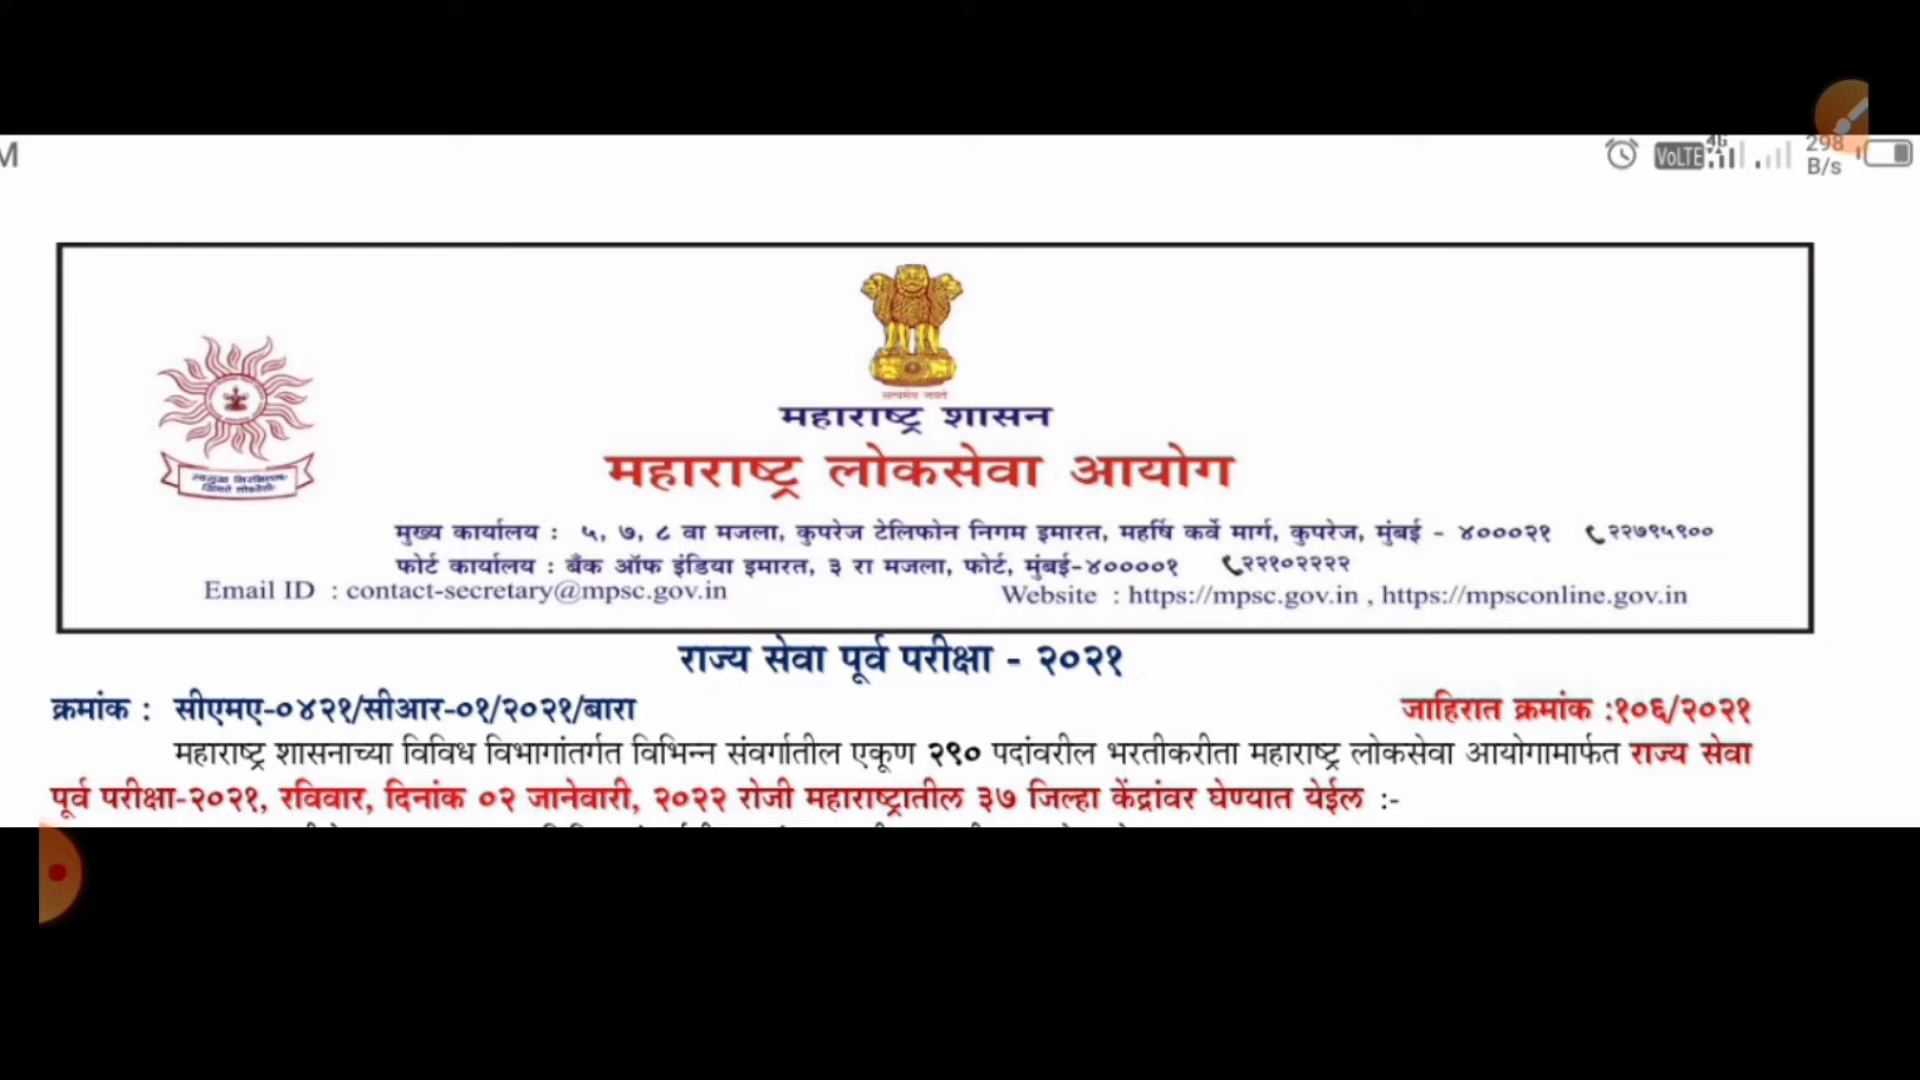 M
VoLTE 4G 298 B/s
सत्यमेव जयते
महाराष्ट्र शासन
महाराष्ट्र लोकसेवा आयोग
मुख्य कार्यालय : ५, ७, ८ वा मजला, कुपरेज टेलिफोन निगम इमारत, महर्षि कर्वे मार्ग, कुपरेज, मुंबई - ४०००२१ २२७९५९००
फोर्ट कार्यालय : बँक ऑफ इंडिया इमारत, ३ रा मजला, फोर्ट, मुंबई-४००००१ २२१०२२२२
Email ID : contact-secretary@mpsc.gov.in Website : https://mpsc.gov.in , https://mpsconline.gov.in
राज्य सेवा पूर्व परीक्षा - २०२१
क्रमांक : सीएमए-०४२१/सीआर-०१/२०२१/बारा जाहिरात क्रमांक :१०६/२०२१
महाराष्ट्र शासनाच्या विविध विभागांतर्गत विभिन्न संवर्गातील एकूण २९० पदांवरील भरतीकरीता महाराष्ट्र लोकसेवा आयोगामार्फत राज्य सेवा
पूर्व परीक्षा-२०२१, रविवार, दिनांक ०२ जानेवारी, २०२२ रोजी महाराष्ट्रातील ३७ जिल्हा केंद्रांवर घेण्यात येईल :-